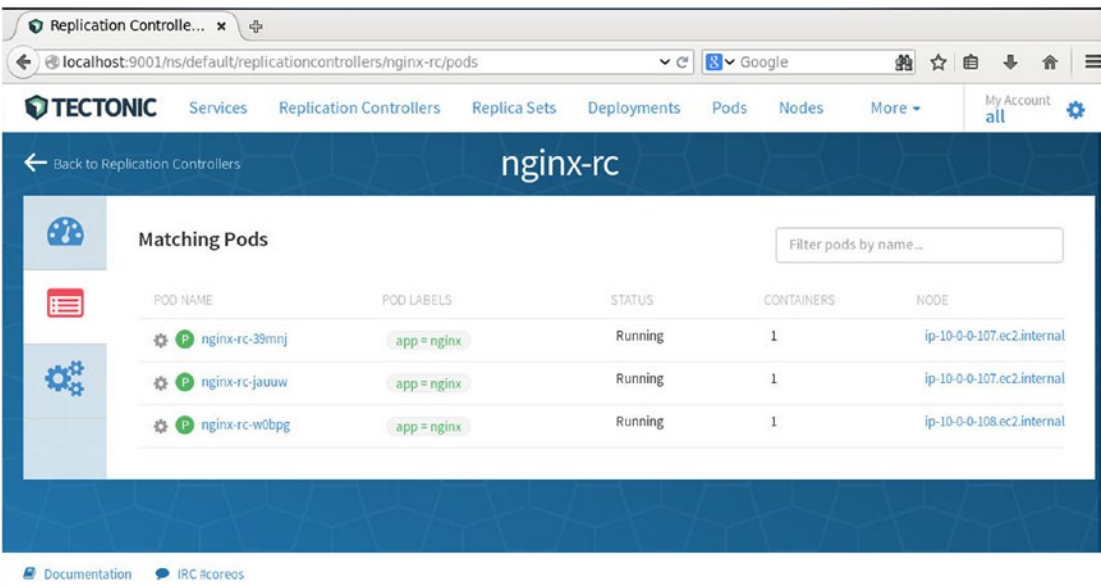 Replication Controlle... ×
localhost:9001/ns/default/replicationcontrollers/nginx-rc/pods Google
TECTONIC Services Replication Controllers Replica Sets Deployments Pods Nodes More My Account
all
Back to Replication Controllers nginx-rc
Matching Pods Filter pods by name...
POD NAME POD LABELS STATUS CONTAINERS NODE
P nginx-rc-39mnj app = nginx Running 1 ip-10-0-0-107.ec2.internal
P nginx-rc-jauuw app = nginx Running 1 ip-10-0-0-107.ec2.internal
P nginx-rc-w0bpg app = nginx Running 1 ip-10-0-0-108.ec2.internal
Documentation IRC #coreos